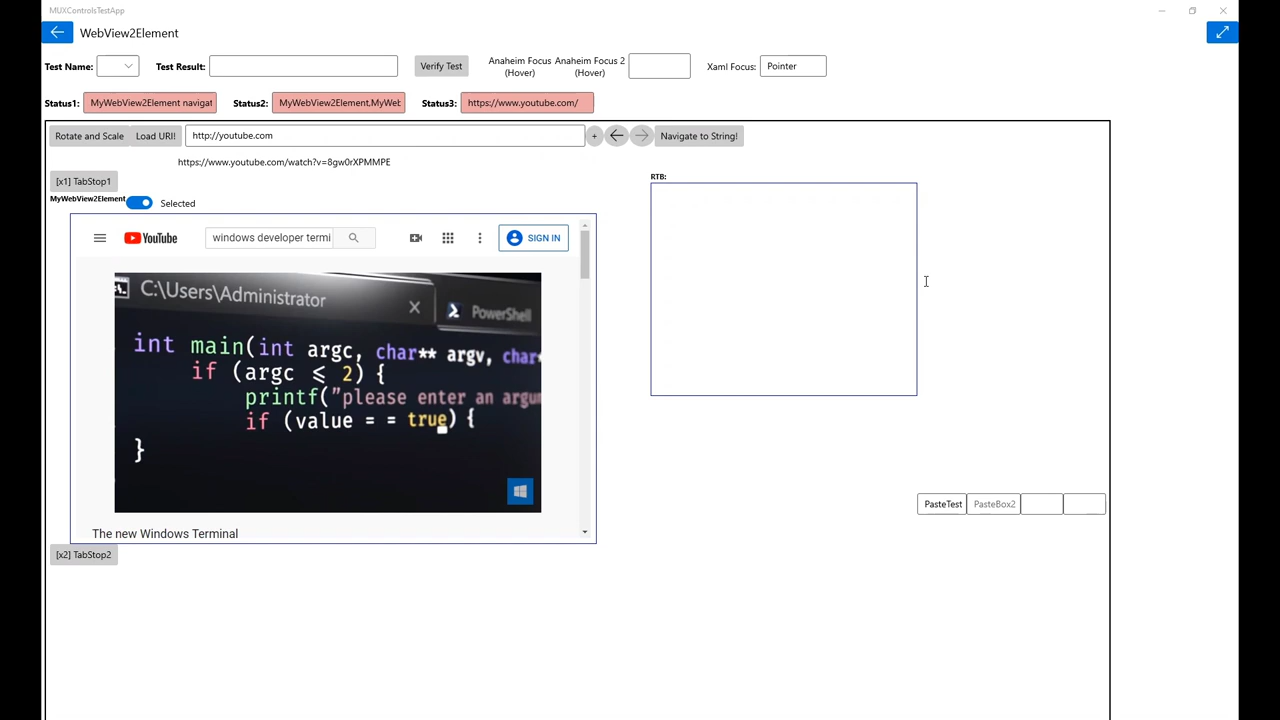 MUXControlsTestApp
WebView2Element
Test Name:
Test Result:
Verify Test
Anaheim Focus
(Hover)
Anaheim Focus 2
(Hover)
Xaml Focus:
Pointer
Status1:
MyWebView2Element navigat
Status2:
MyWebView2Element.MyWeb
Status3:
https://www.youtube.com/
Rotate and Scale
Load URI!
http://youtube.com
+
Navigate to String!
https://www.youtube.com/watch?v=8gw0rXPMMPE
[x1] TabStop1
RTB:
MyWebView2Element
Selected
YouTube
windows developer termi
SIGN IN
C:\Users\Administrator
PowerShell
int main(int argc, char** argv, char*
if (argc ⩽ 2) {
printf("please enter an argum
if (value = = true) {
}
The new Windows Terminal
PasteTest
PasteBox2
[x2] TabStop2